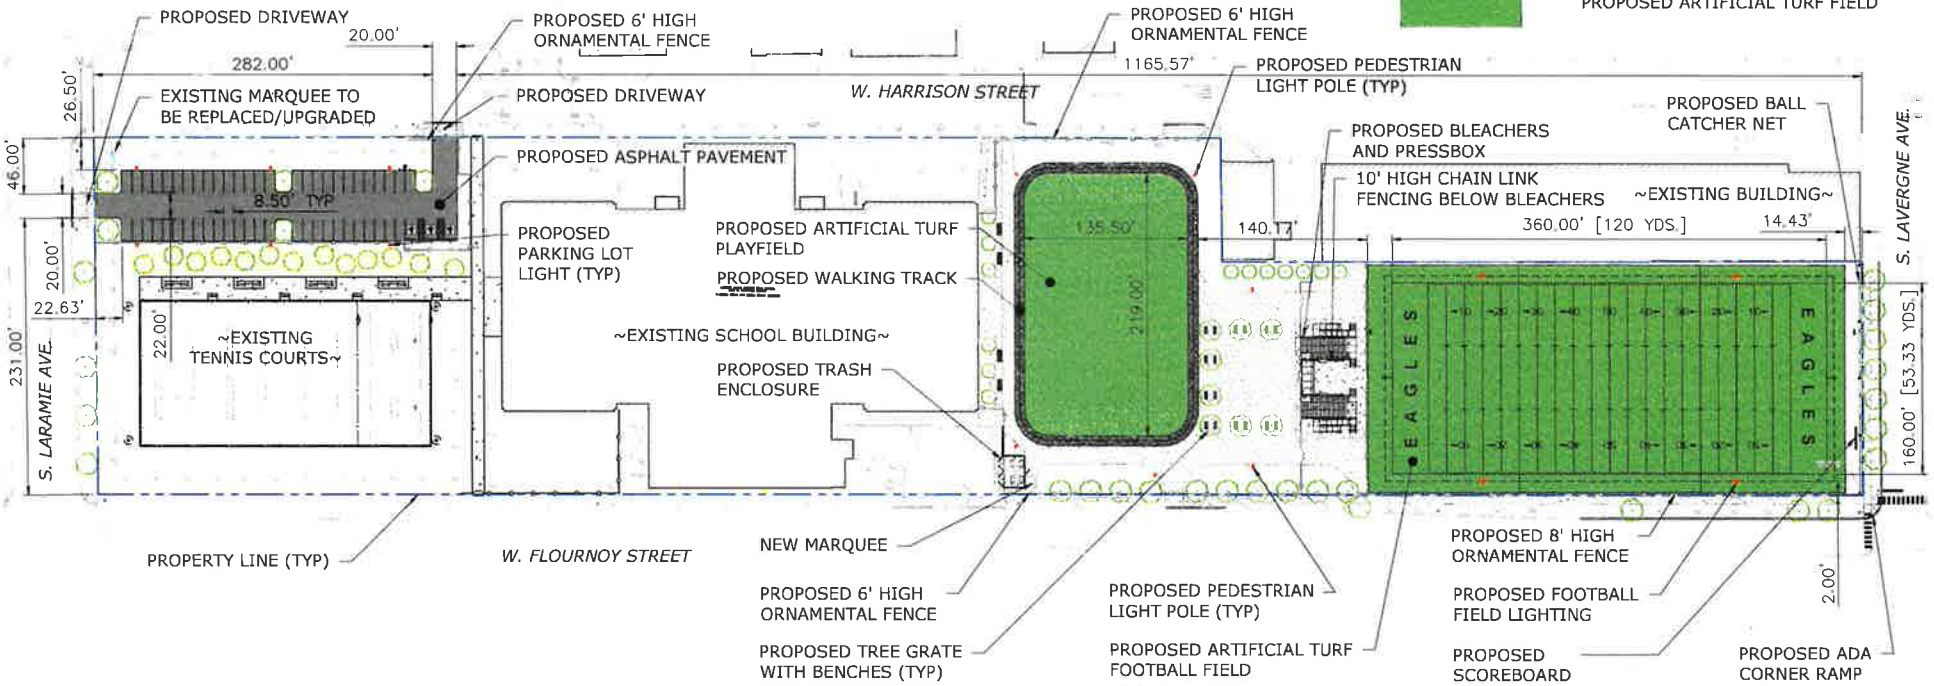 PROPOSED ARTIFICIAL TURF FIELD
PROPOSED DRIVEWAY
20.00'
PROPOSED 6' HIGH
ORNAMENTAL FENCE
PROPOSED 6' HIGH
ORNAMENTAL FENCE
282.00'
1165.57'
PROPOSED PEDESTRIAN
LIGHT POLE (TYP)
26.50'
EXISTING MARQUEE TO
BE REPLACED/UPGRADED
PROPOSED DRIVEWAY
W. HARRISON STREET
PROPOSED BALL
CATCHER NET
PROPOSED BLEACHERS
AND PRESSBOX
S. LAVERGNE AVE.
46.00'
PROPOSED ASPHALT PAVEMENT
10' HIGH CHAIN LINK
FENCING BELOW BLEACHERS
~EXISTING BUILDING~
8.50' TYP
360.00' [120 YDS.]
14.43'
PROPOSED
PARKING LOT
LIGHT (TYP)
PROPOSED ARTIFICIAL TURF
PLAYFIELD
135.50'
140.17'
20.00'
PROPOSED WALKING TRACK
22.63'
219.00'
22.00'
~EXISTING
TENNIS COURTS~
~EXISTING SCHOOL BUILDING~
EAGLES
EAGLES
160.00' [53.33 YDS.]
231.00'
S. LARAMIE AVE.
PROPOSED TRASH
ENCLOSURE
PROPERTY LINE (TYP)
W. FLOURNOY STREET
NEW MARQUEE
PROPOSED 8' HIGH
ORNAMENTAL FENCE
2.00'
PROPOSED 6' HIGH
ORNAMENTAL FENCE
PROPOSED PEDESTRIAN
LIGHT POLE (TYP)
PROPOSED FOOTBALL
FIELD LIGHTING
PROPOSED TREE GRATE
WITH BENCHES (TYP)
PROPOSED ARTIFICIAL TURF
FOOTBALL FIELD
PROPOSED
SCOREBOARD
PROPOSED ADA
CORNER RAMP